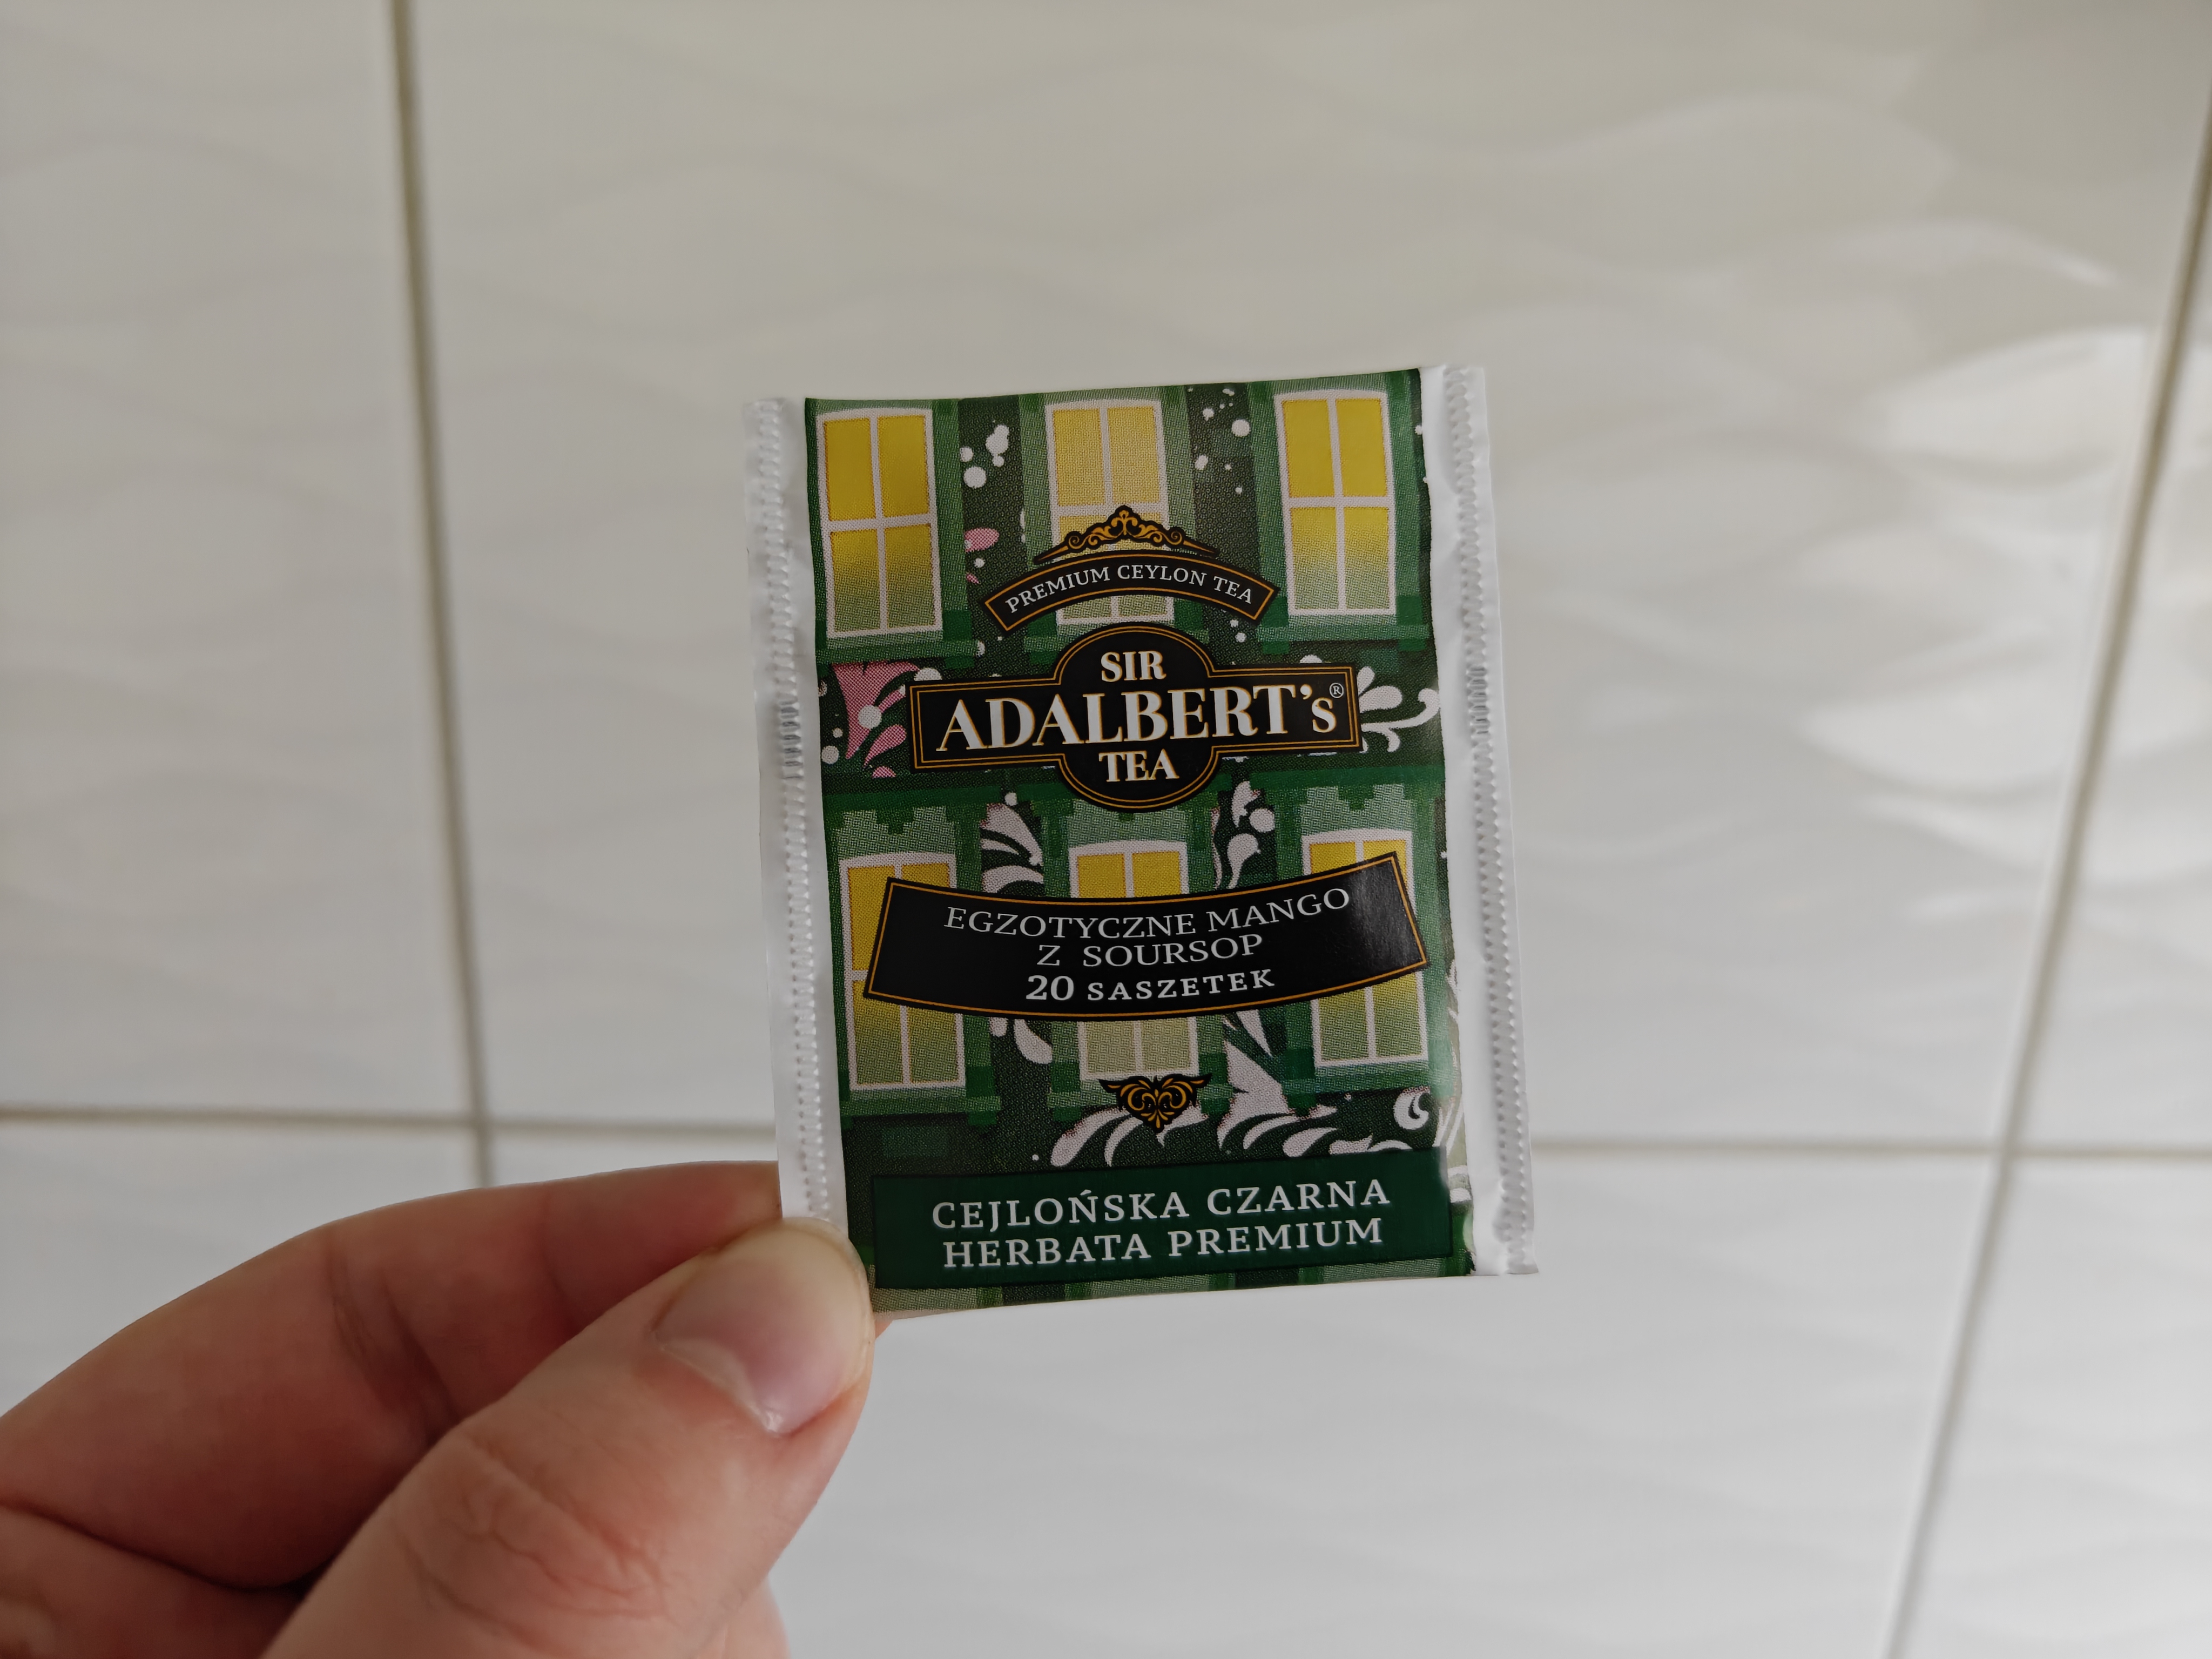 PREMIUM CEYLON TEA
SIR
ADALBERT's®
TEA
EGZOTYCZNE MANGO
Z SOURSOP
20 SASZETEK
CEJLOŃSKA CZARNA
HERBATA PREMIUM